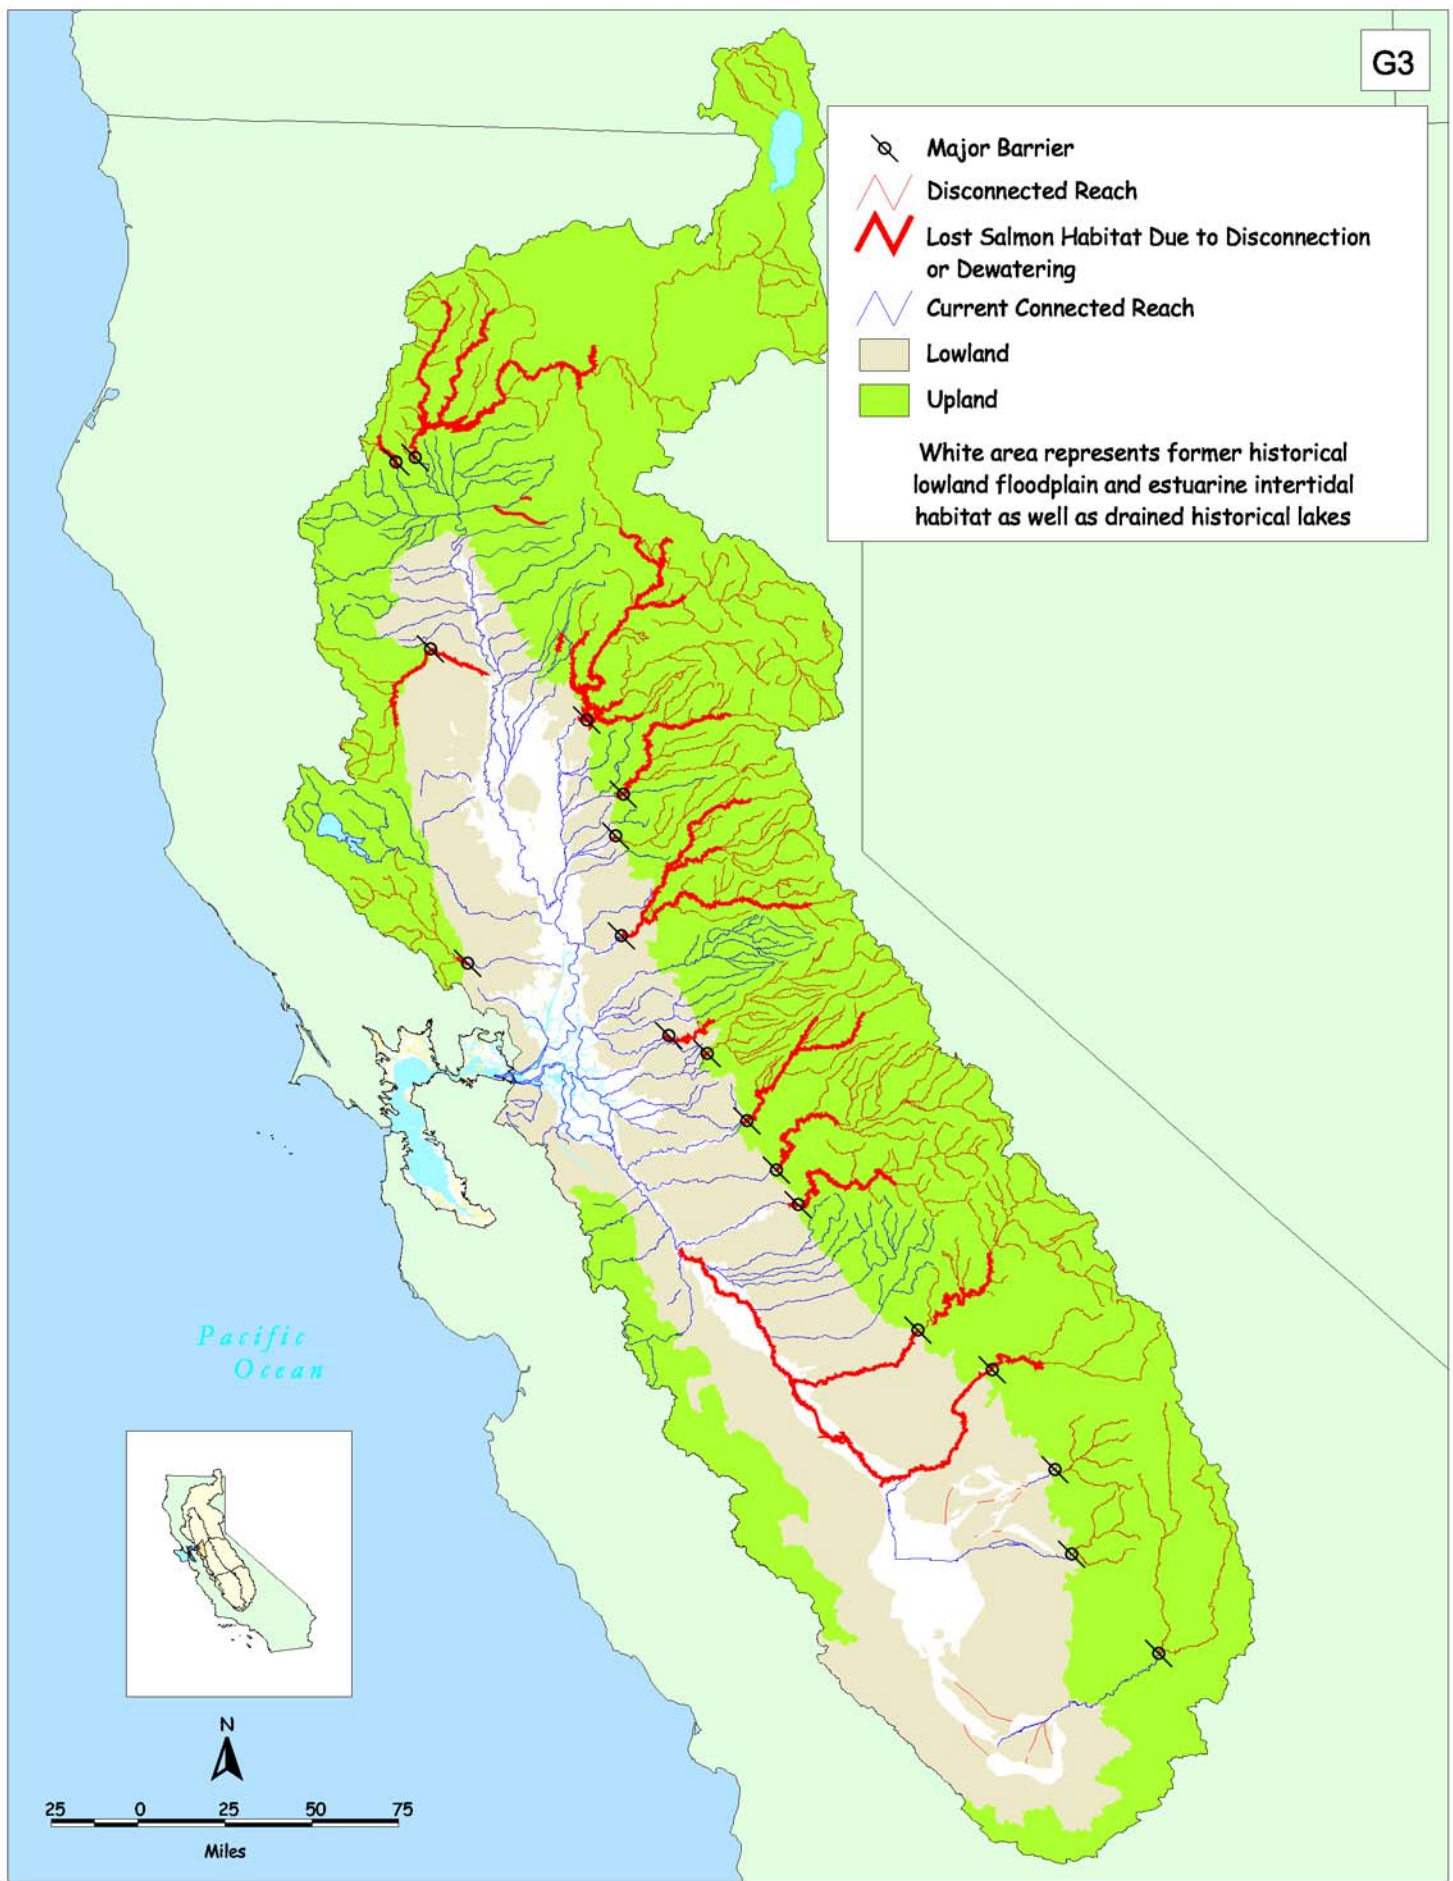 G3
Major Barrier
Disconnected Reach
Lost Salmon Habitat Due to Disconnection
or Dewatering
Current Connected Reach
Lowland
Upland
White area represents former historical
lowland floodplain and estuarine intertidal
habitat as well as drained historical lakes
Pacific
Ocean
N
25 0 25 50 75
Miles